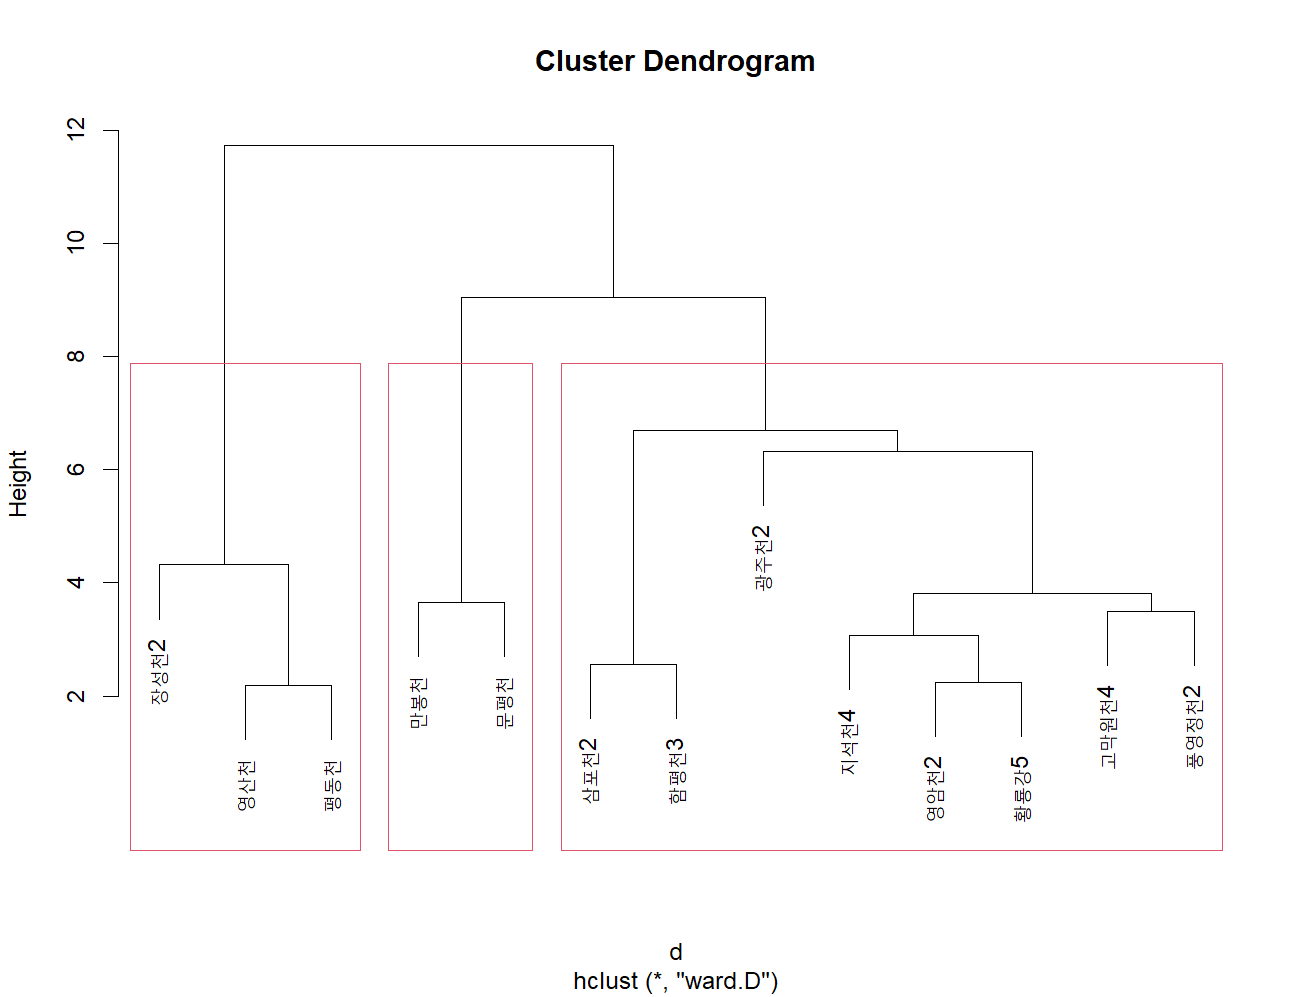 Cluster Dendrogram
12
10
8
6
4
2
Height
장성천2
영산천
평동천
만봉천
문평천
삼포천2
함평천3
광주천2
지석천4
영암천2
황룡강5
고막원천4
풍영정천2
d
hclust (*, "ward.D")